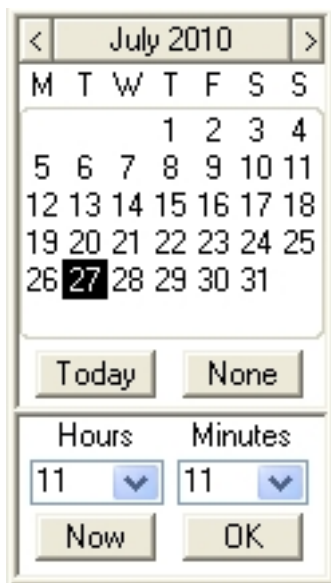 < July 2010 >
M T W T F S S
1 2 3 4
5 6 7 8 9 10 11
12 13 14 15 16 17 18
19 20 21 22 23 24 25
26 27 28 29 30 31
Today None
Hours Minutes
11 11
Now OK